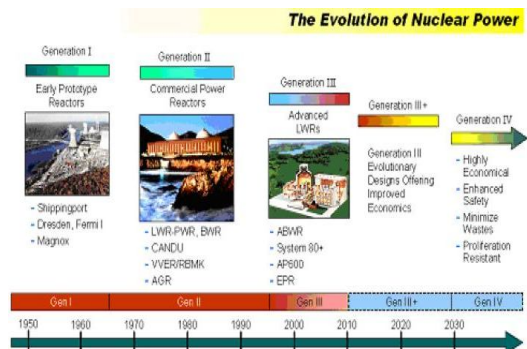 The Evolution of Nuclear Power
Generation I
Early Prototype
Reactors
- Shippingport
- Dresden, Fermi I
- Magnox
Generation II
Commercial Power
Reactors
- LWR-PWR, BWR
- CANDU
- VVER/RBMK
- AGR
Generation III
Advanced
LWRs
- ABWR
- System 80+
- AP600
- EPR
Generation III+
Generation III
Evolutionary
Designs Offering
Improved
Economics
Generation IV
- Highly
Economical
- Enhanced
Safety
- Minimize
Wastes
- Proliferation
Resistant
Gen I
Gen II
Gen III
Gen III+
Gen IV
1950
1960
1970
1980
1990
2000
2010
2020
2030